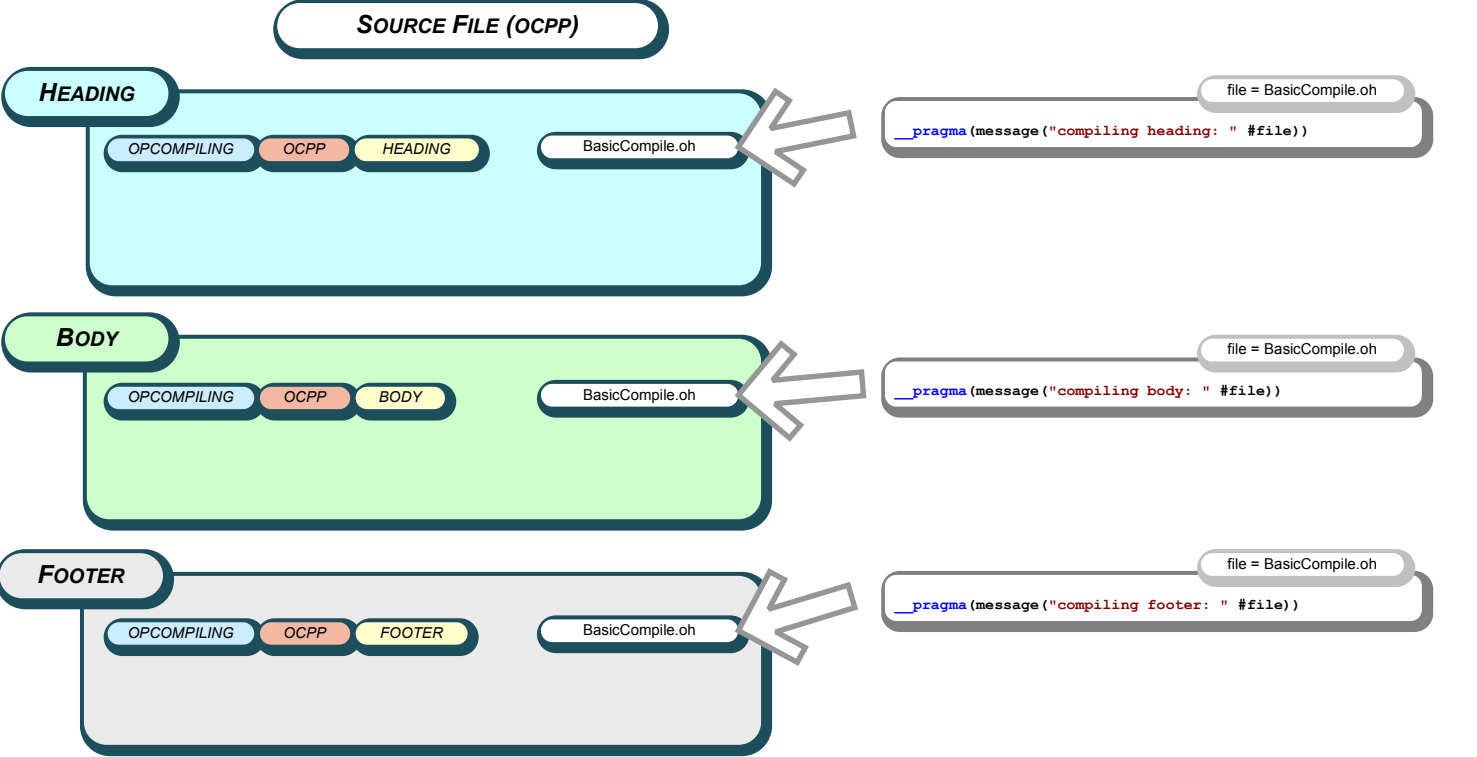 SOURCE FILE (OCPP)
HEADING
OPCOMPILING OCPP HEADING BasicCompile.oh
file = BasicCompile.oh
__pragma(message("compiling heading: " #file))
BODY
OPCOMPILING OCPP BODY BasicCompile.oh
file = BasicCompile.oh
__pragma(message("compiling body: " #file))
FOOTER
OPCOMPILING OCPP FOOTER BasicCompile.oh
file = BasicCompile.oh
__pragma(message("compiling footer: " #file))